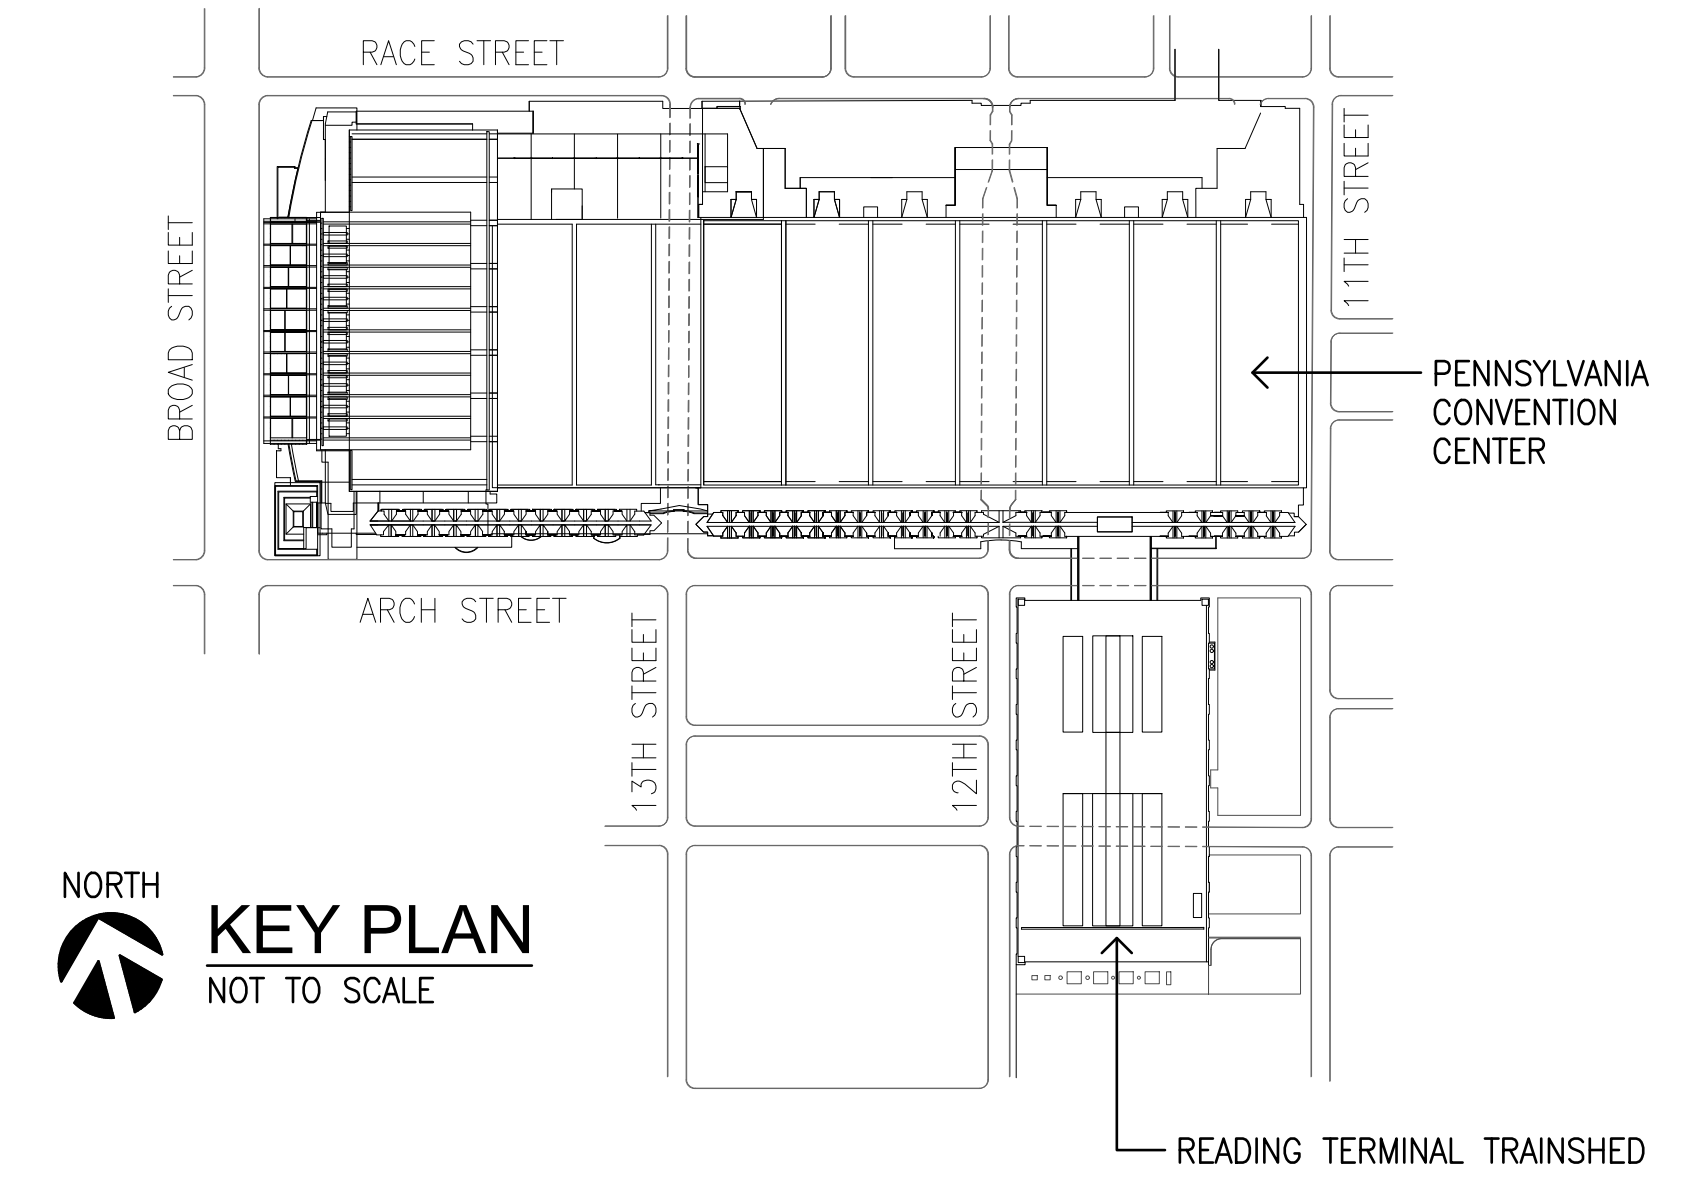 RACE STREET
11TH STREET
BROAD STREET
PENNSYLVANIA
CONVENTION
CENTER
ARCH STREET
13TH STREET
12TH STREET
NORTH
KEY PLAN
NOT TO SCALE
READING TERMINAL TRAINSHED